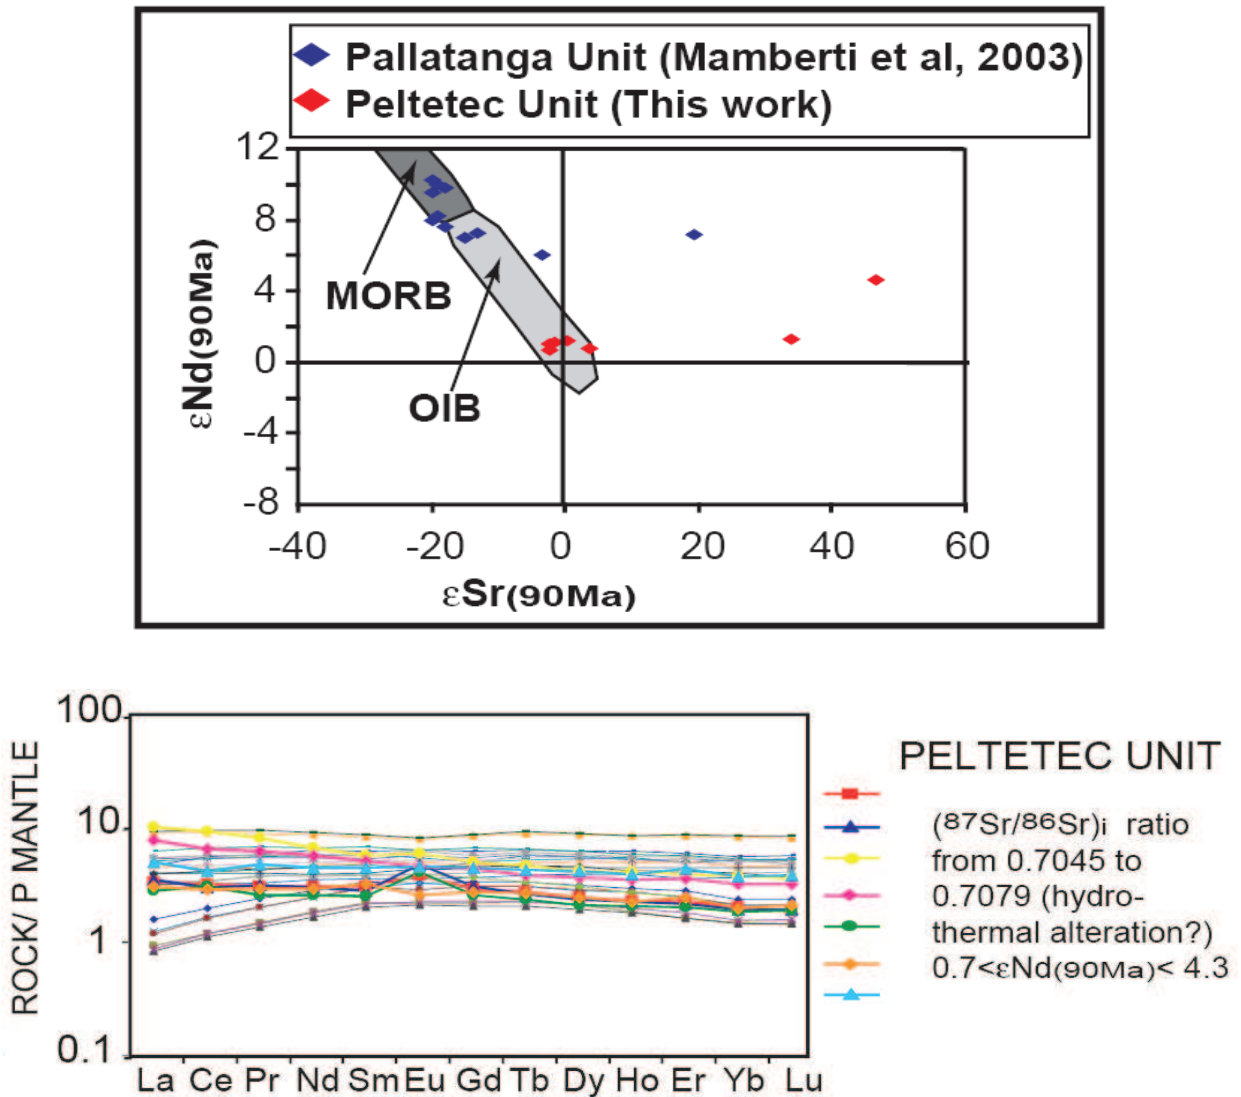 Pallatanga Unit (Mamberti et al, 2003)
Peltetec Unit (This work)
12
8
4
0
-4
-8
εNd(90Ma)
MORB
OIB
-40 -20 0 20 40 60
εSr(90Ma)
100
10
1
0.1
ROCK/ P MANTLE
La Ce Pr Nd Sm Eu Gd Tb Dy Ho Er Yb Lu
PELTETEC UNIT
(87Sr/86Sr)i ratio
from 0.7045 to
0.7079 (hydro-
thermal alteration?)
0.7<εNd(90Ma)< 4.3